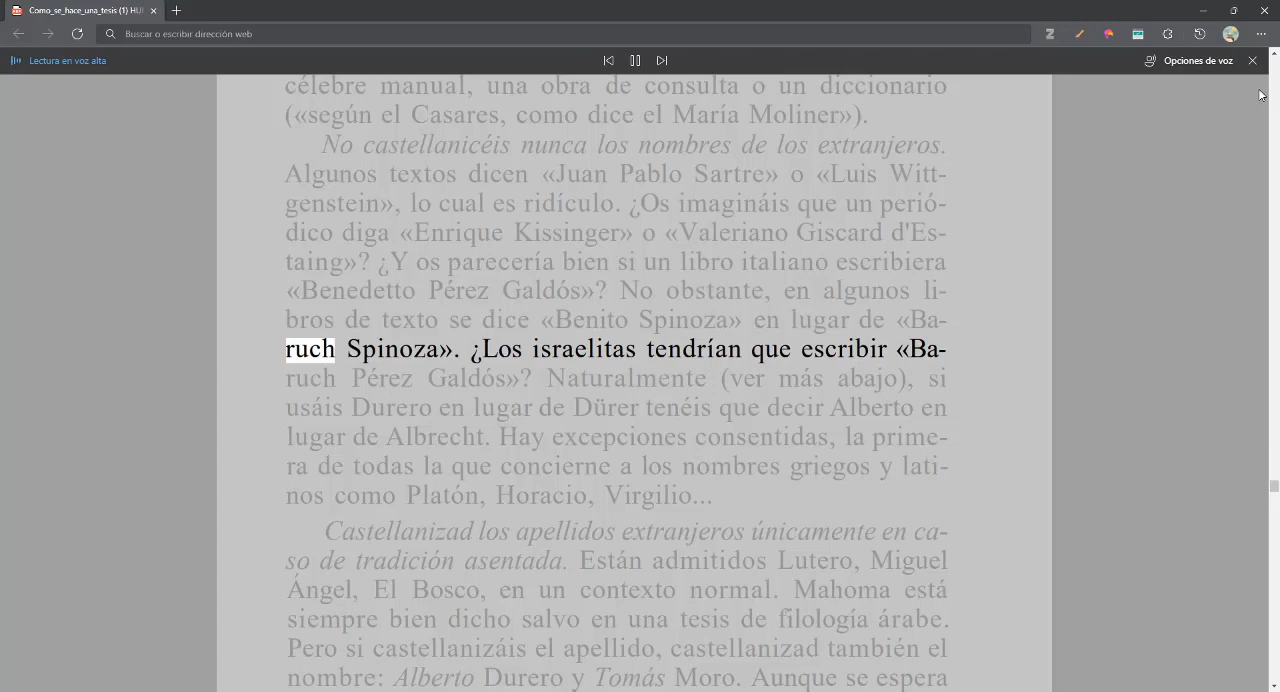 Como_se_hace_una_tesis (1) HU
Buscar o escribir dirección web
Lectura en voz alta
Opciones de voz
célebre manual, una obra de consulta o un diccionario
(«según el Casares, como dice el María Moliner»).
No castellanicéis nunca los nombres de los extranjeros.
Algunos textos dicen «Juan Pablo Sartre» o «Luis Witt-
genstein», lo cual es ridículo. ¿Os imagináis que un perió-
dico diga «Enrique Kissinger» o «Valeriano Giscard d'Es-
taing»? ¿Y os parecería bien si un libro italiano escribiera
«Benedetto Pérez Galdós»? No obstante, en algunos li-
bros de texto se dice «Benito Spinoza» en lugar de «Ba-
ruch Spinoza». ¿Los israelitas tendrían que escribir «Ba-
ruch Pérez Galdós»? Naturalmente (ver más abajo), si
usáis Durero en lugar de Dürer tenéis que decir Alberto en
lugar de Albrecht. Hay excepciones consentidas, la prime-
ra de todas la que concierne a los nombres griegos y lati-
nos como Platón, Horacio, Virgilio...
Castellanizad los apellidos extranjeros únicamente en ca-
so de tradición asentada. Están admitidos Lutero, Miguel
Ángel, El Bosco, en un contexto normal. Mahoma está
siempre bien dicho salvo en una tesis de filología árabe.
Pero si castellanizáis el apellido, castellanizad también el
nombre: Alberto Durero y Tomás Moro. Aunque se espera